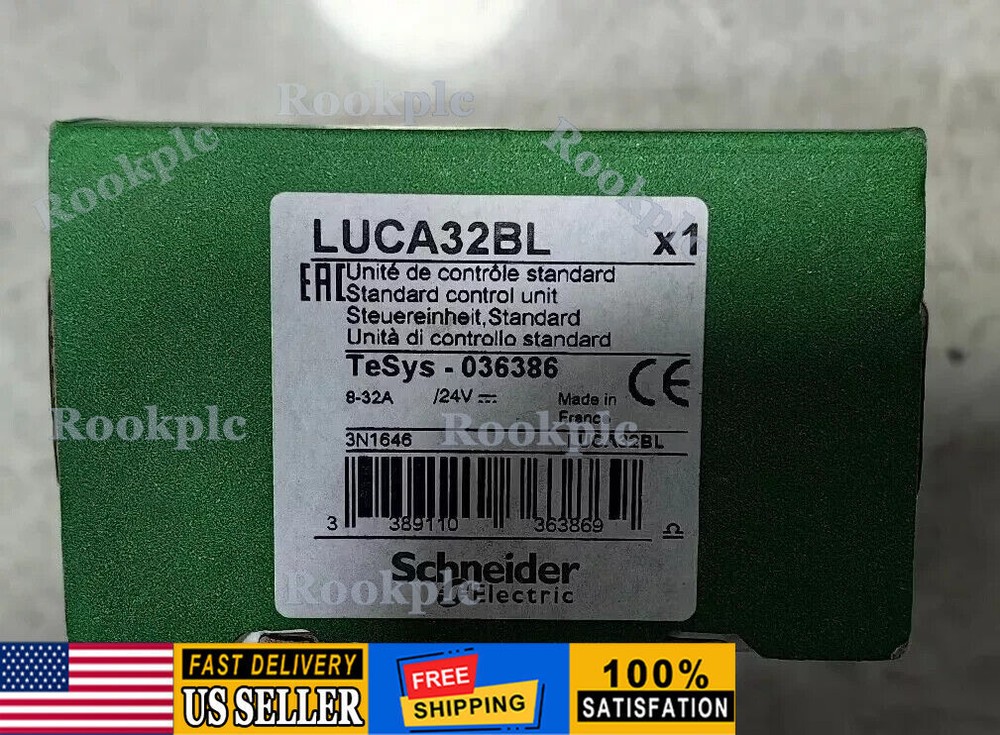 Rookplc
Rookplc
Rookplc
LUCA32BL x1
EAC Unité de contrôle standard
Standard control unit
Steuereinheit,Standard
Unità di controllo standard
TeSys - 036386
CE
8-32A /24V Made in
France
Rookplc
Rookplc
3N1646 LUCA32BL
3 389110 363869
Schneider
Electric
Rookplc
FAST DELIVERY
US SELLER
FREE
SHIPPING
100%
SATISFATION